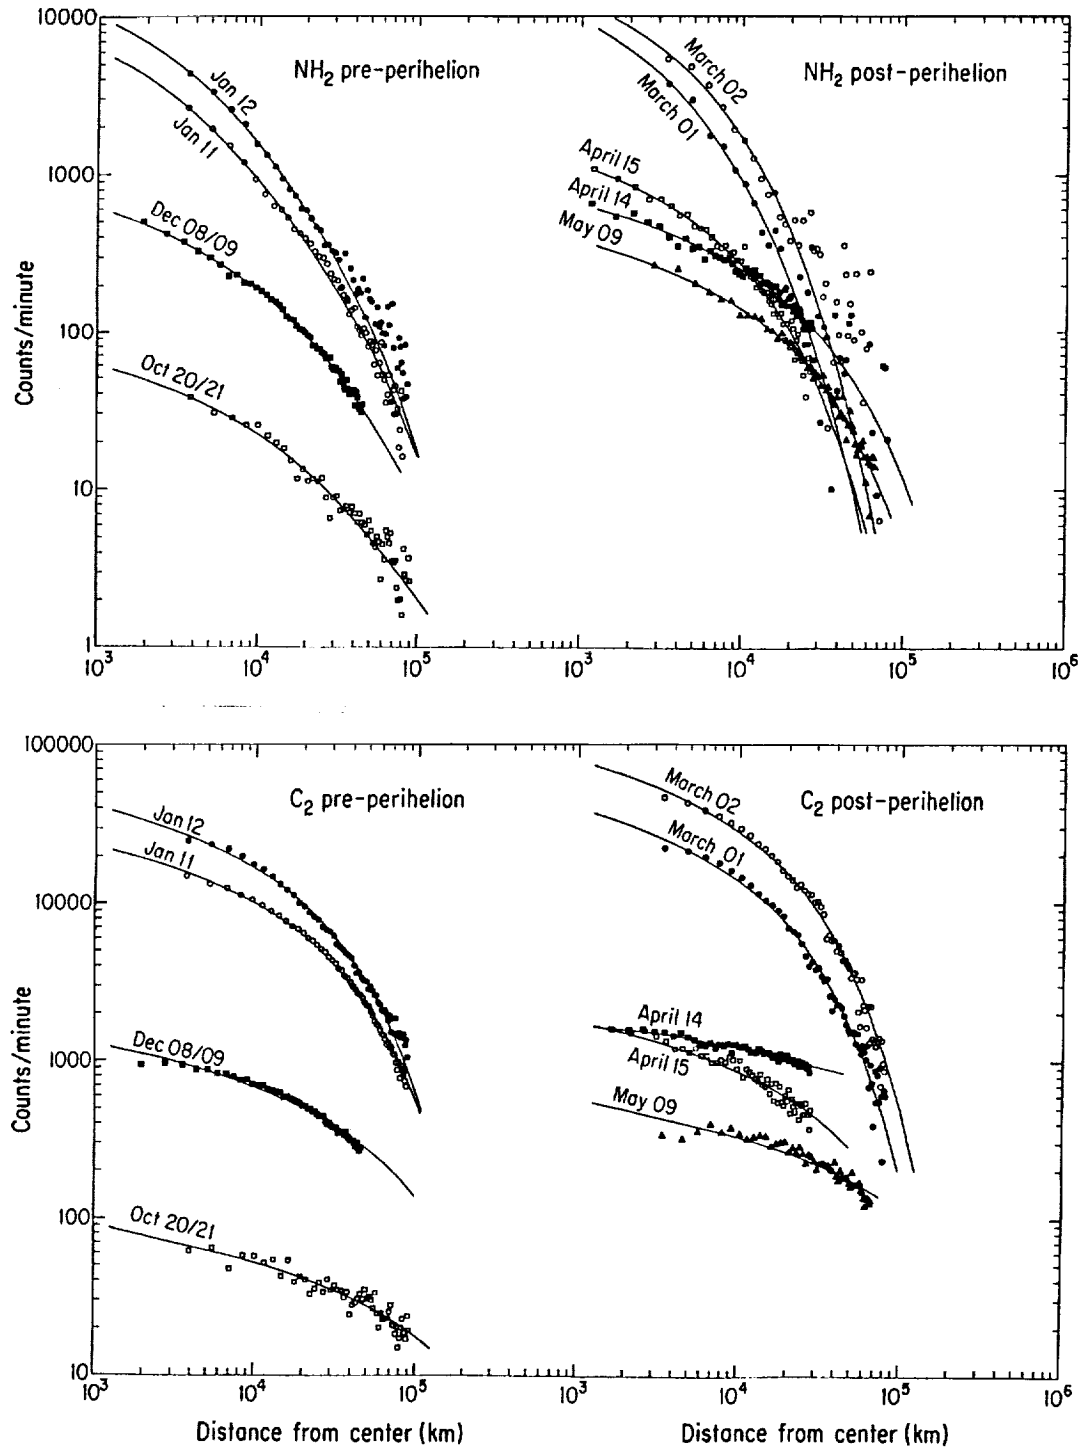 10000
1000
100
10
1
Counts/minute
NH₂ pre-perihelion
Jan 12
Jan 11
Dec 08/09
Oct 20/21
NH₂ post-perihelion
March 02
March 01
April 15
April 14
May 09
10³
10⁴
10⁵
10³
10⁴
10⁵
10⁶
100000
10000
1000
100
10
Counts/minute
C₂ pre-perihelion
Jan 12
Jan 11
Dec 08/09
Oct 20/21
C₂ post-perihelion
March 02
March 01
April 14
April 15
May 09
10³
10⁴
10⁵
10³
10⁴
10⁵
10⁶
Distance from center (km)
Distance from center (km)